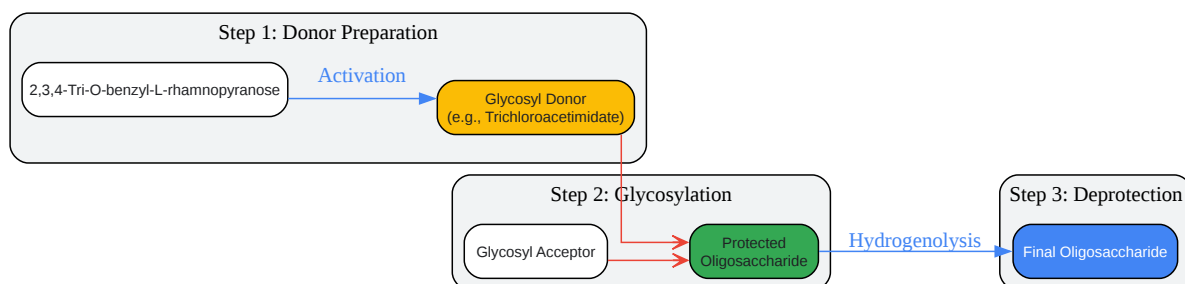 Step 1: Donor Preparation
2,3,4-Tri-O-benzyl-L-rhamnopyranose
Activation
Glycosyl Donor
(e.g., Trichloroacetimidate)
Step 2: Glycosylation
Glycosyl Acceptor
Protected
Oligosaccharide
Hydrogenolysis
Step 3: Deprotection
Final Oligosaccharide